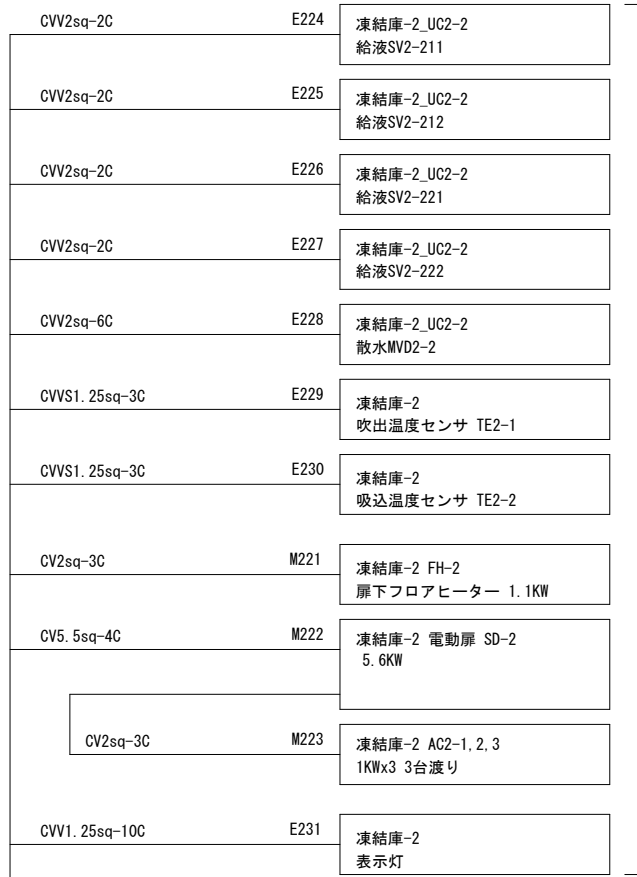 CVV2sq-2C E224
凍結庫-2_UC2-2
給液SV2-211
CVV2sq-2C E225
凍結庫-2_UC2-2
給液SV2-212
CVV2sq-2C E226
凍結庫-2_UC2-2
給液SV2-221
CVV2sq-2C E227
凍結庫-2_UC2-2
給液SV2-222
CVV2sq-6C E228
凍結庫-2_UC2-2
散水MVD2-2
CVVS1.25sq-3C E229
凍結庫-2
吹出温度センサ TE2-1
CVVS1.25sq-3C E230
凍結庫-2
吸込温度センサ TE2-2
CV2sq-3C M221
凍結庫-2 FH-2
扉下フロアヒーター 1.1KW
CV5.5sq-4C M222
凍結庫-2 電動扉 SD-2
5.6KW
CV2sq-3C M223
凍結庫-2 AC2-1,2,3
1KWx3 3台渡り
CVV1.25sq-10C E231
凍結庫-2
表示灯